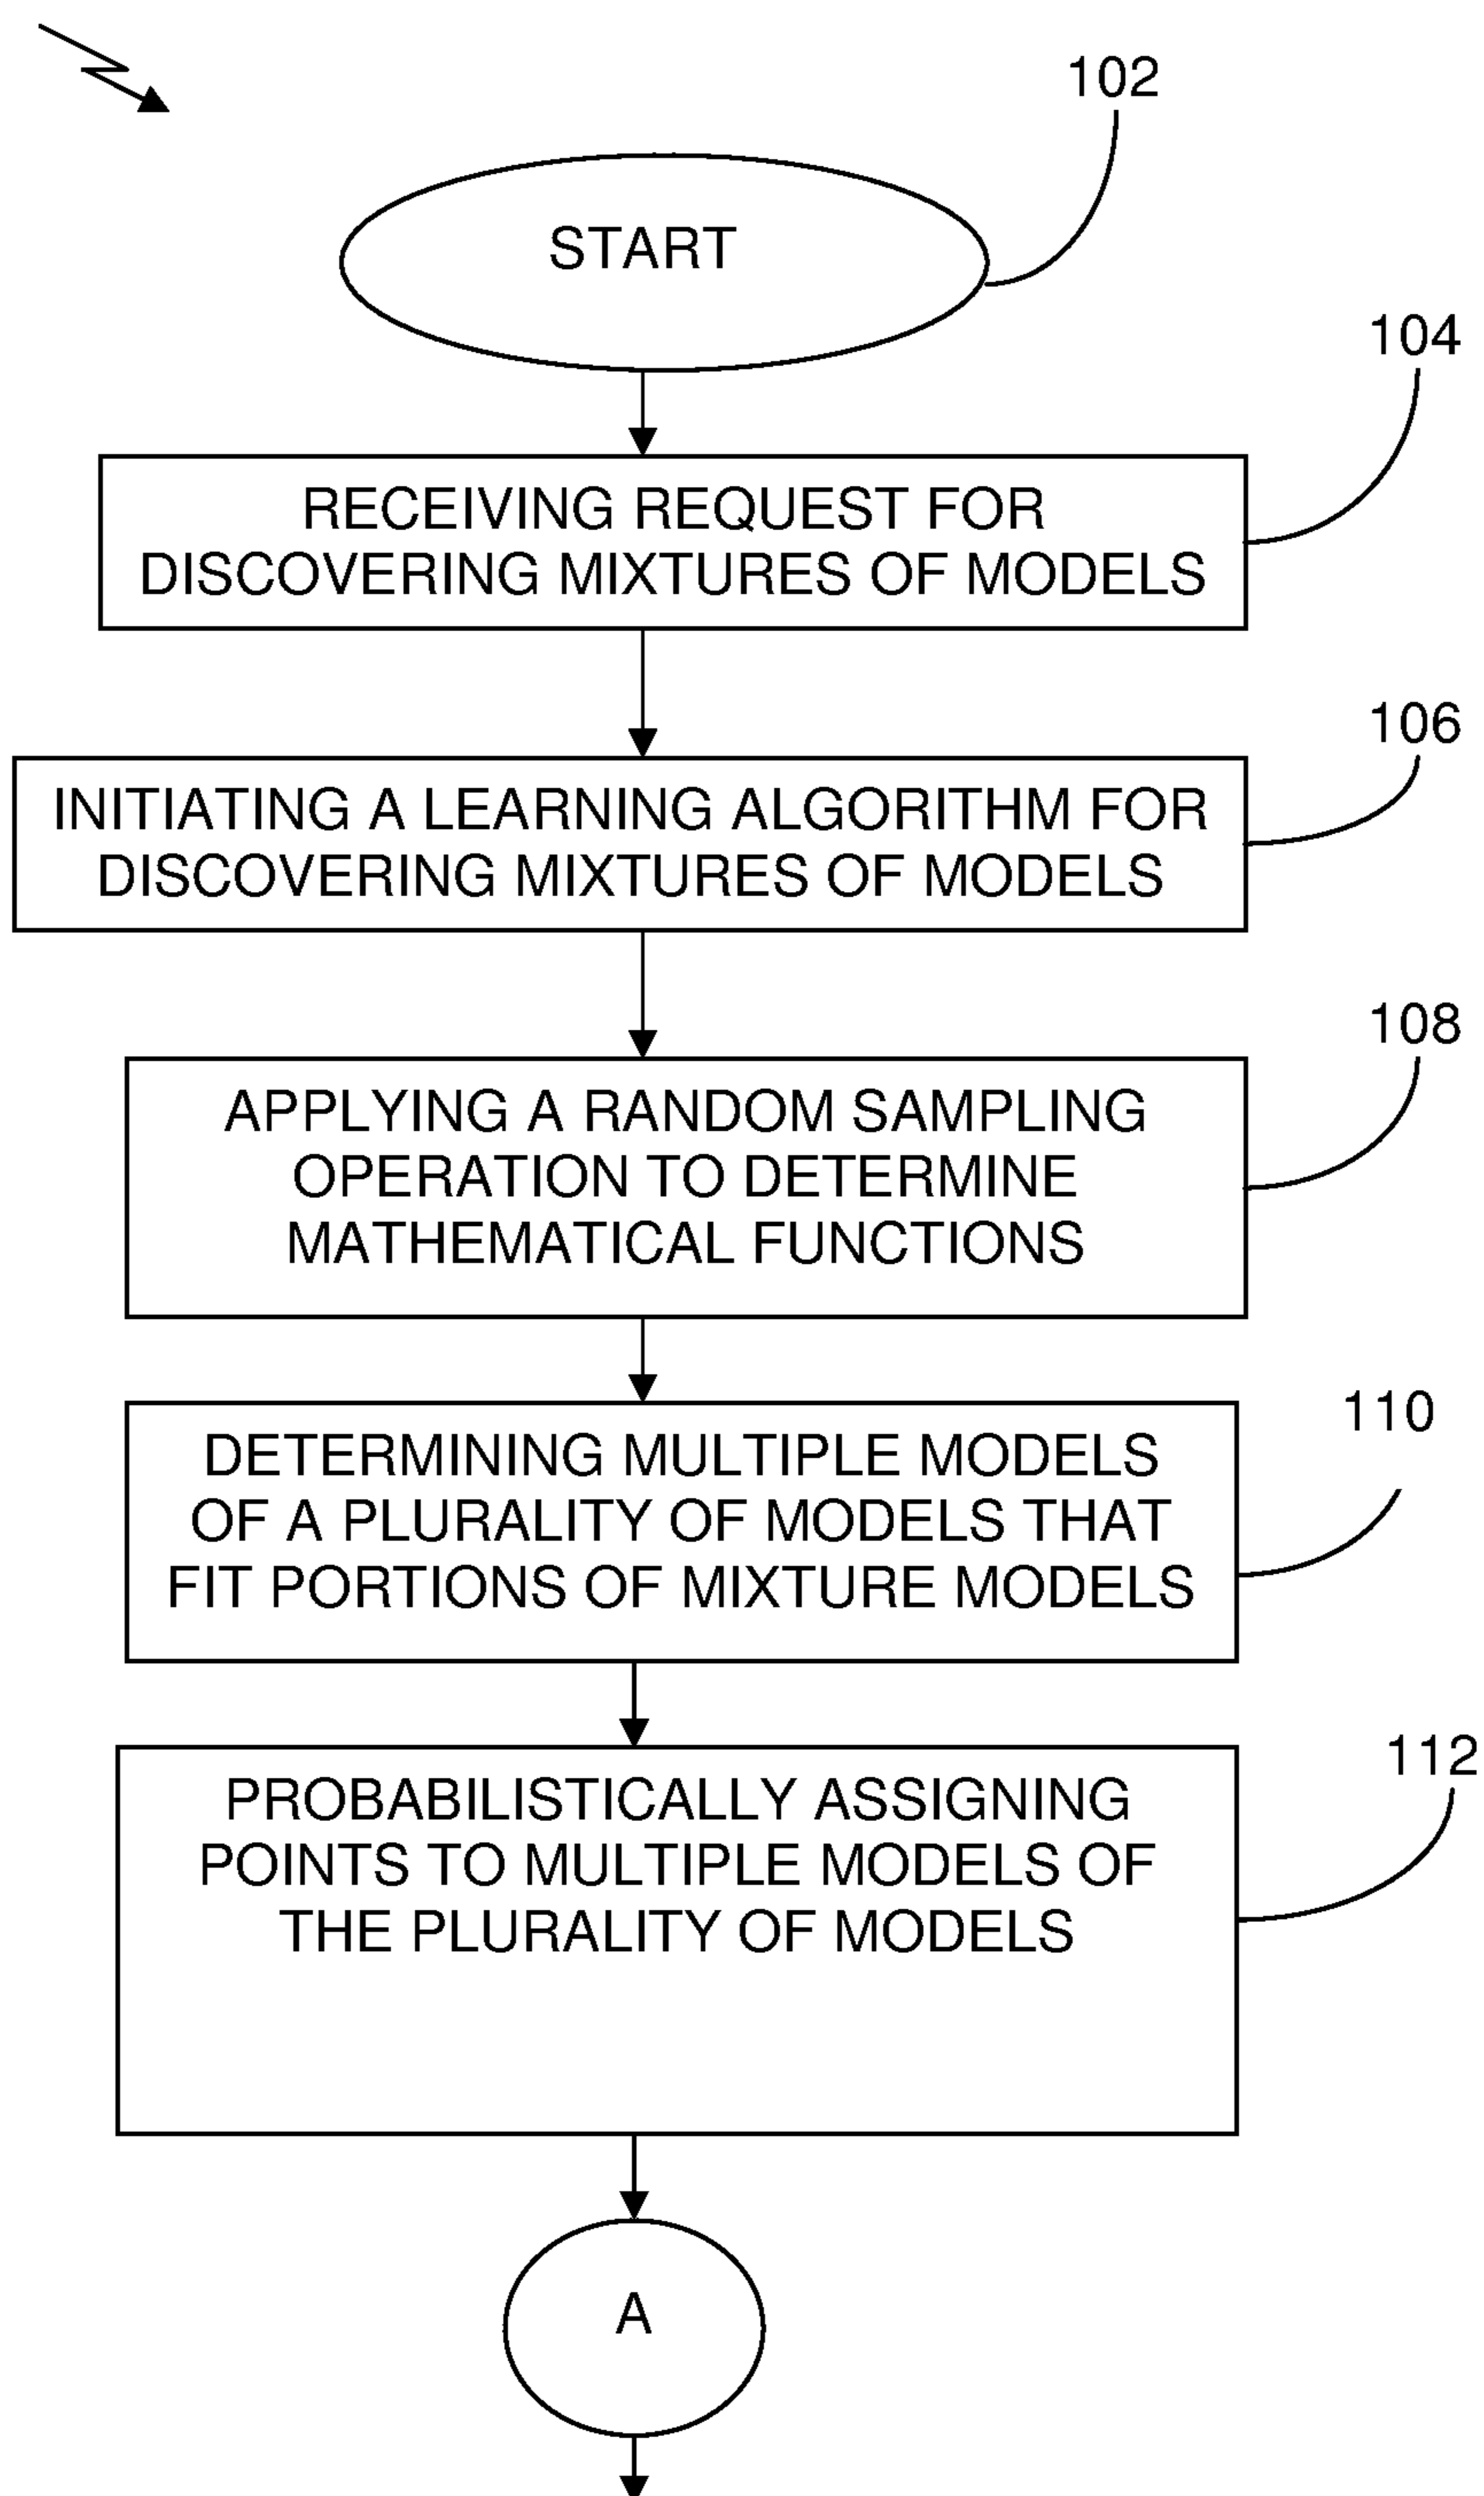 102
START
104
RECEIVING REQUEST FOR
DISCOVERING MIXTURES OF MODELS
106
INITIATING A LEARNING ALGORITHM FOR
DISCOVERING MIXTURES OF MODELS
108
APPLYING A RANDOM SAMPLING
OPERATION TO DETERMINE
MATHEMATICAL FUNCTIONS
110
DETERMINING MULTIPLE MODELS
OF A PLURALITY OF MODELS THAT
FIT PORTIONS OF MIXTURE MODELS
112
PROBABILISTICALLY ASSIGNING
POINTS TO MULTIPLE MODELS OF
THE PLURALITY OF MODELS
A